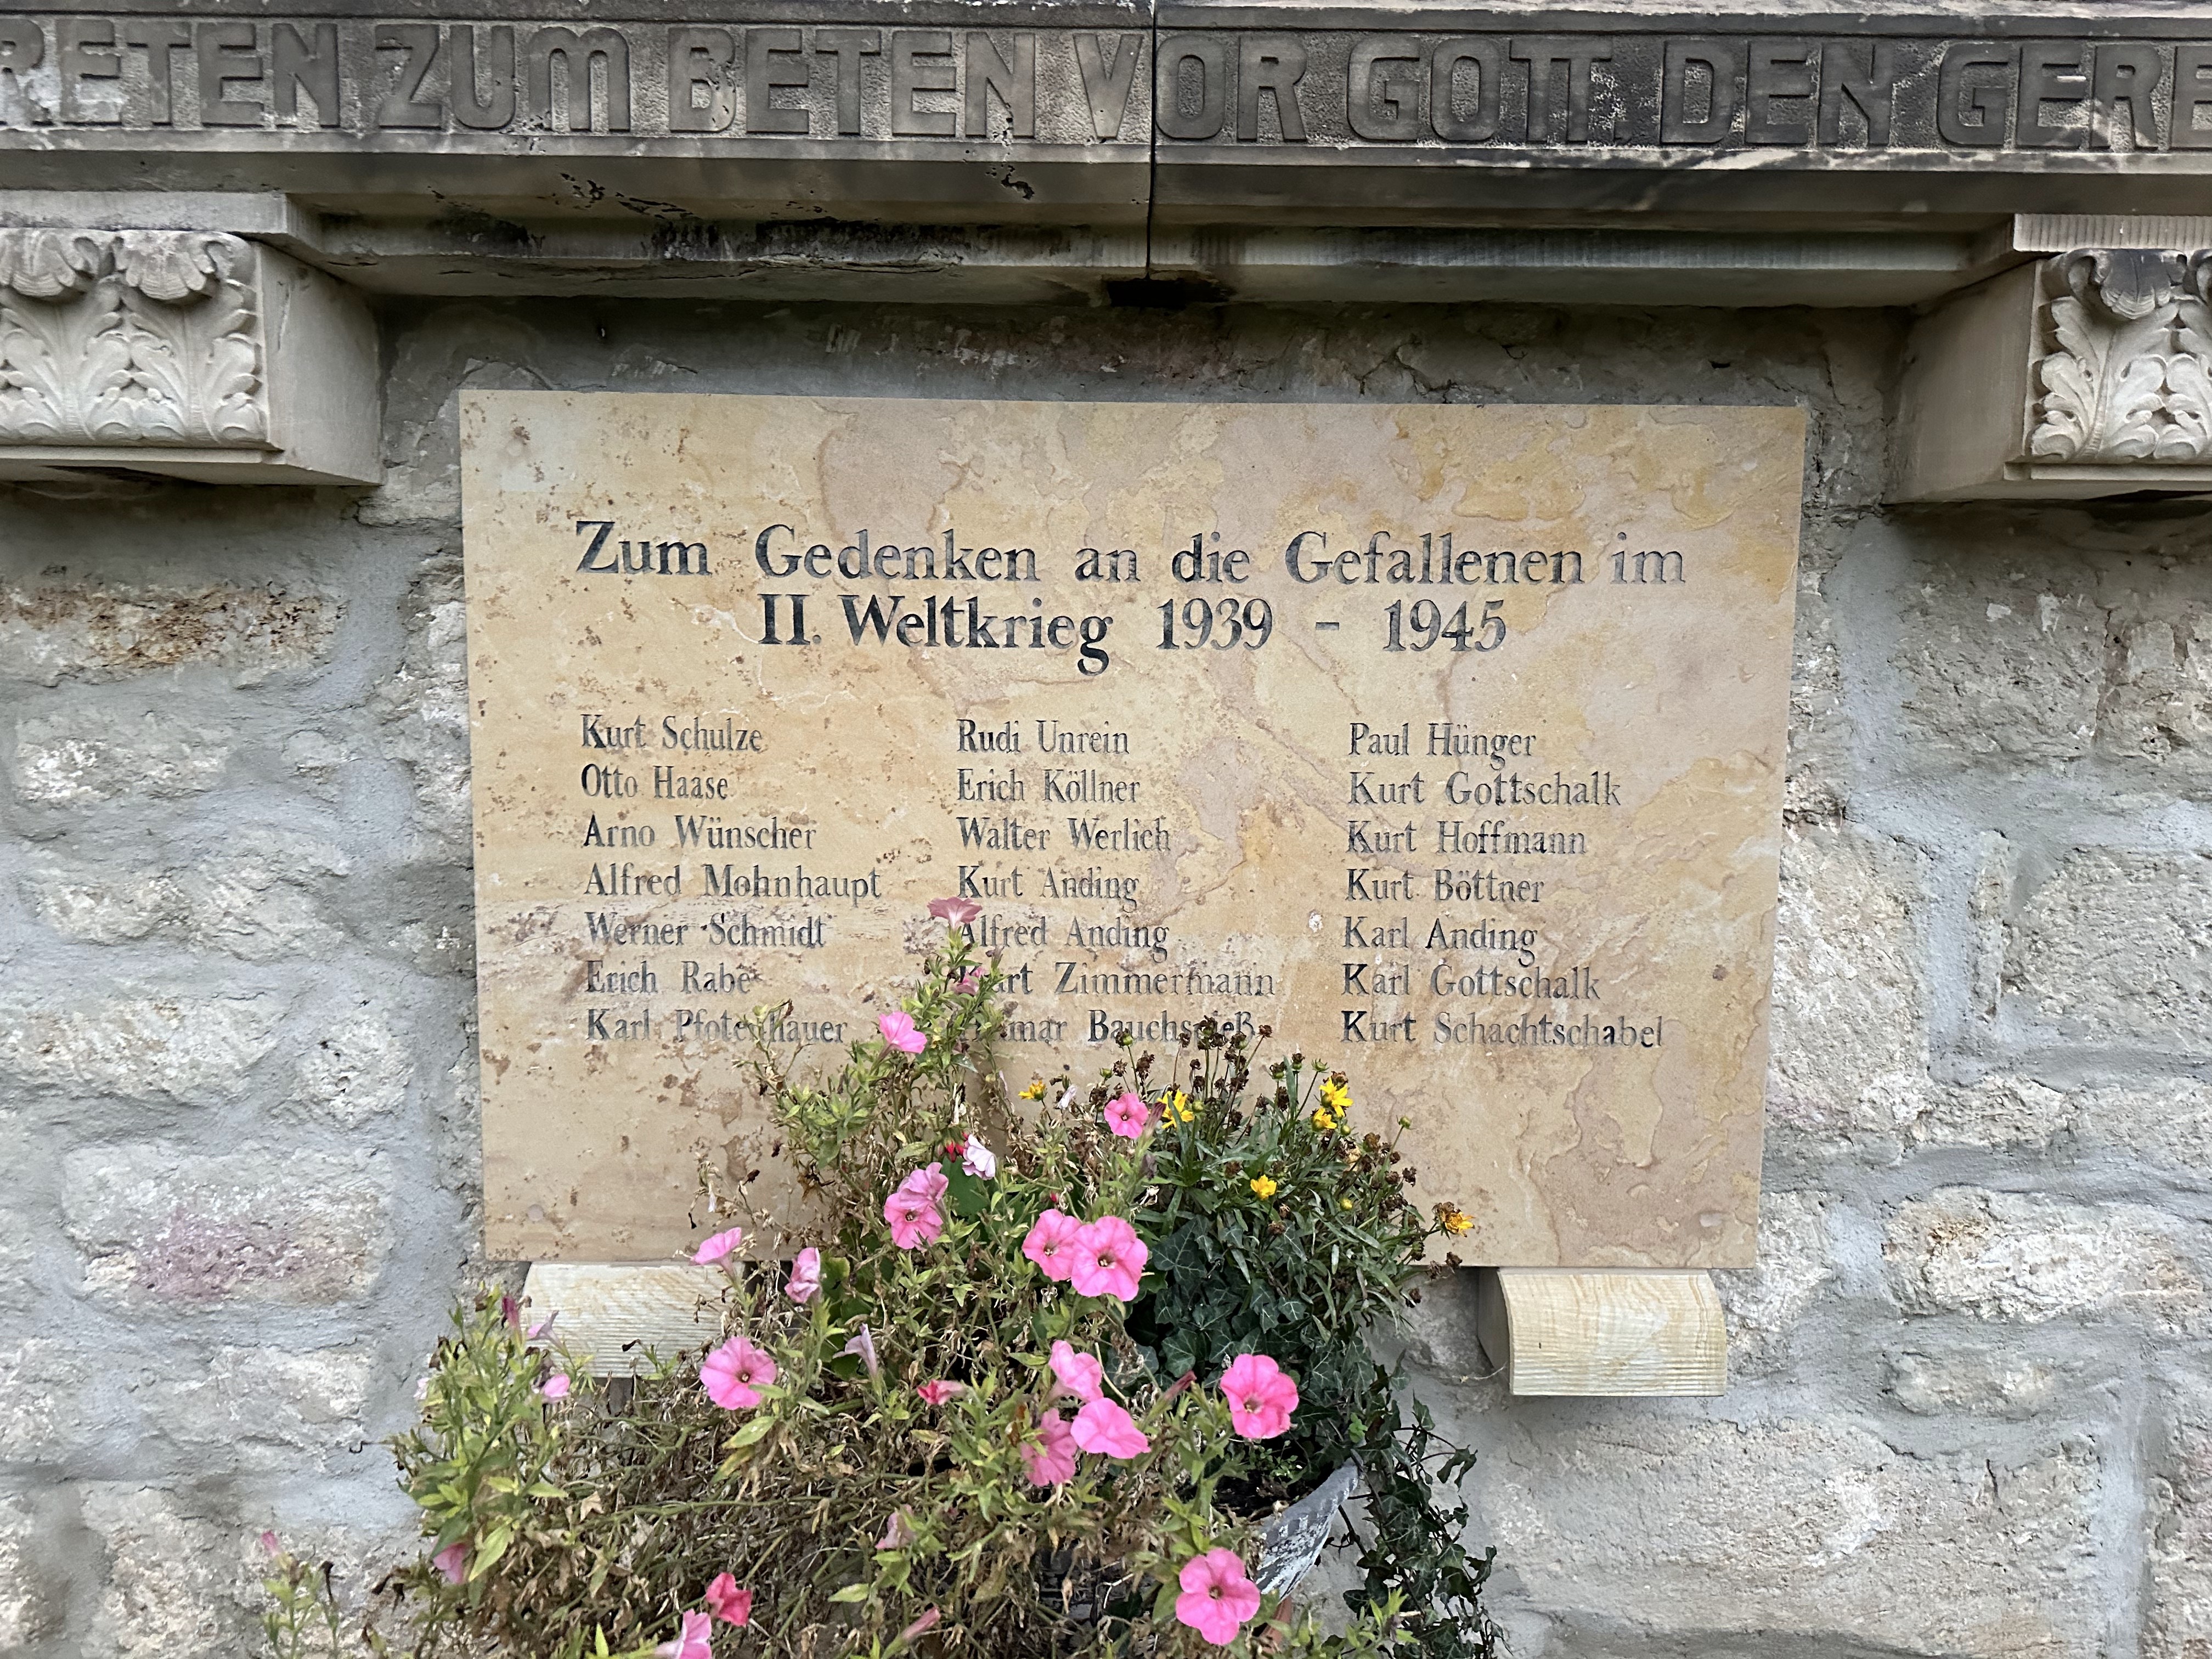 ZUM BETEN VOR GOTT DEN
Zum Gedenken an die Gefallenen im
II. Weltkrieg 1939 - 1945
Kurt Schulze
Otto Haase
Arno Wünscher
Alfred Mohnhaupt
Werner Schmidt
Erich Rabe
Karl Pfotenhauer
Rudi Unrein
Erich Köllner
Walter Werlich
Kurt Anding
Alfred Anding
Zimmermann
Bauchspieß
Paul Hünger
Kurt Gottschalk
Kurt Hoffmann
Kurt Böttner
Karl Anding
Karl Gottschalk
Kurt Schachtschabel